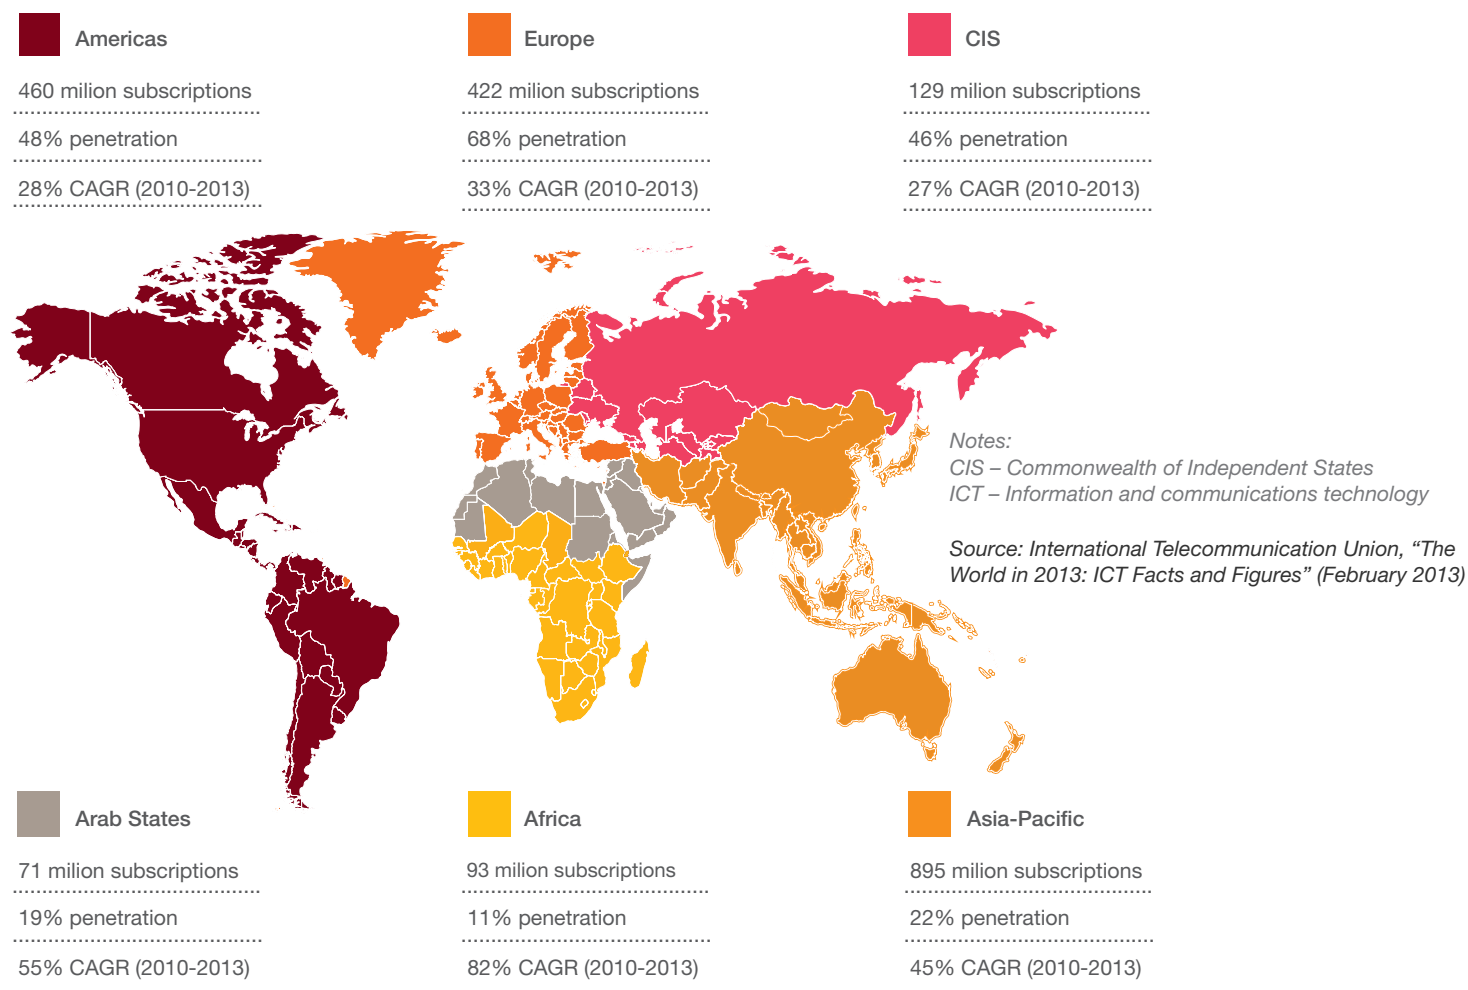 Americas
460 milion subscriptions
48% penetration
28% CAGR (2010-2013)
Europe
422 milion subscriptions
68% penetration
33% CAGR (2010-2013)
CIS
129 milion subscriptions
46% penetration
27% CAGR (2010-2013)
Notes:
CIS – Commonwealth of Independent States
ICT – Information and communications technology
Source: International Telecommunication Union, “The
World in 2013: ICT Facts and Figures” (February 2013)
Arab States
71 milion subscriptions
19% penetration
55% CAGR (2010-2013)
Africa
93 milion subscriptions
11% penetration
82% CAGR (2010-2013)
Asia-Pacific
895 milion subscriptions
22% penetration
45% CAGR (2010-2013)